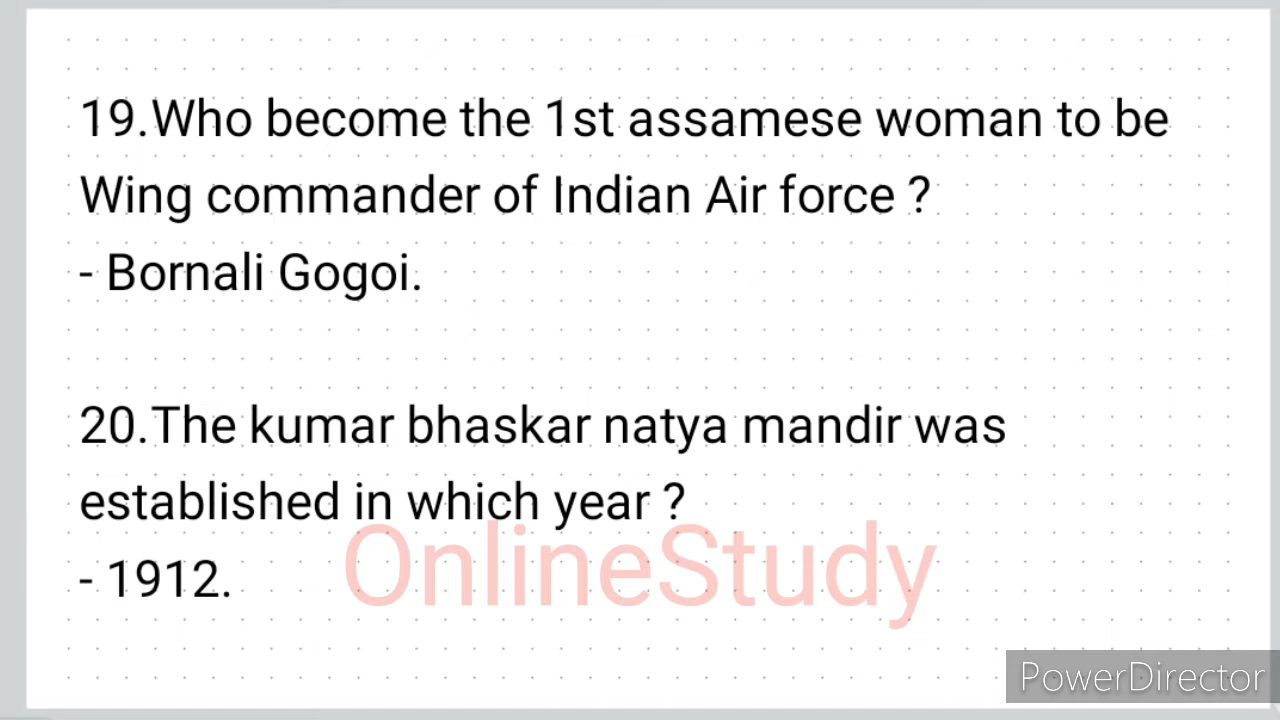 19.Who become the 1st assamese woman to be
Wing commander of Indian Air force ?
- Bornali Gogoi.
20.The kumar bhaskar natya mandir was
established in which year ?
- 1912.
OnlineStudy
PowerDirector